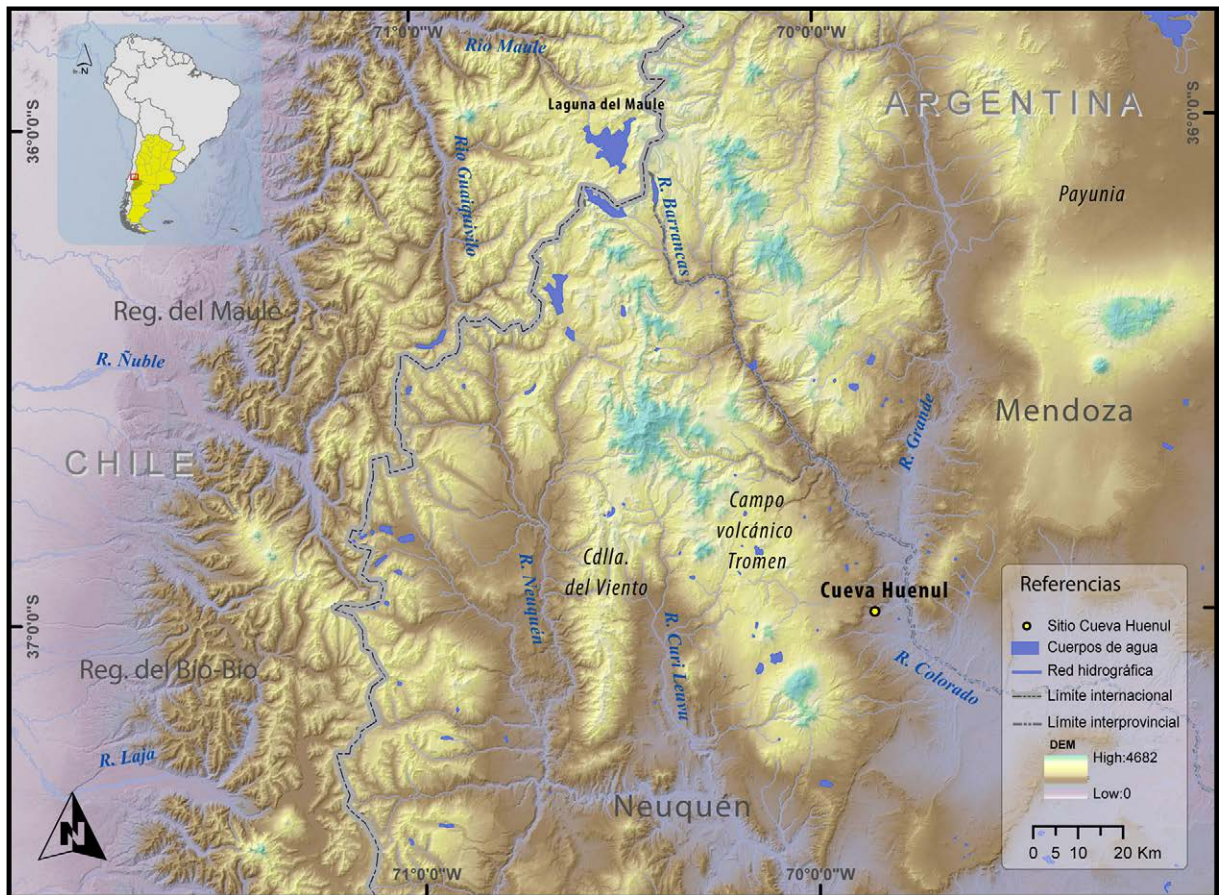 71°0'0"W
70°0'0"W
N
Río Maule
Laguna del Maule
ARGENTINA
36°0'0"S
36°0'0"S
Río Guaiquivilo
R. Barrancas
Payunia
Reg. del Maule
R. Ñuble
Mendoza
R. Grande
CHILE
Campo
volcánico
Tromen
Cdlla.
del Viento
R. Neuquén
Cueva Huenul
R. Curi Leuvu
R. Colorado
37°0'0"S
Reg. del Bío-Bío
R. Laja
Neuquén
N
71°0'0"W
70°0'0"W
Referencias
Sitio Cueva Huenul
Cuerpos de agua
Red hidrográfica
Límite internacional
Límite interprovincial
DEM
High:4682
Low:0
0 5 10 20 Km